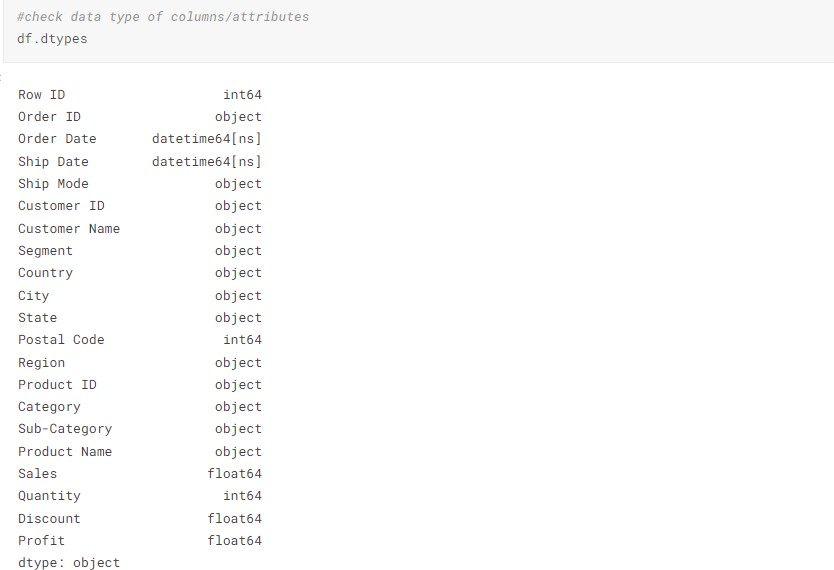 #check data type of columns/attributes
df.dtypes
Row ID int64
Order ID object
Order Date datetime64[ns]
Ship Date datetime64[ns]
Ship Mode object
Customer ID object
Customer Name object
Segment object
Country object
City object
State object
Postal Code int64
Region object
Product ID object
Category object
Sub-Category object
Product Name object
Sales float64
Quantity int64
Discount float64
Profit float64
dtype: object